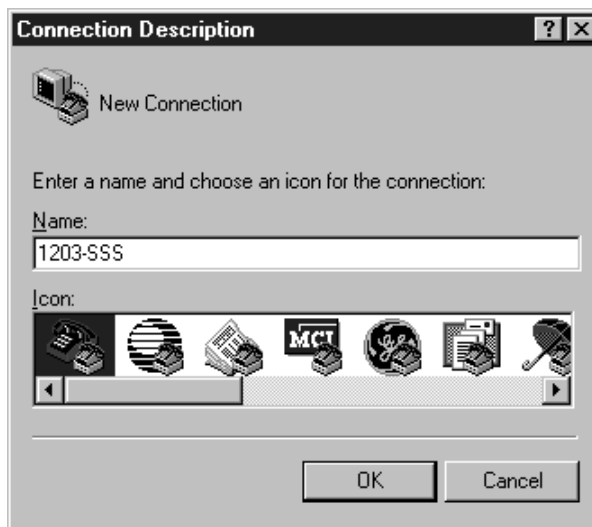 Connection Description
New Connection
Enter a name and choose an icon for the connection:
Name:
1203-SSS
Icon:
MCI
OK
Cancel